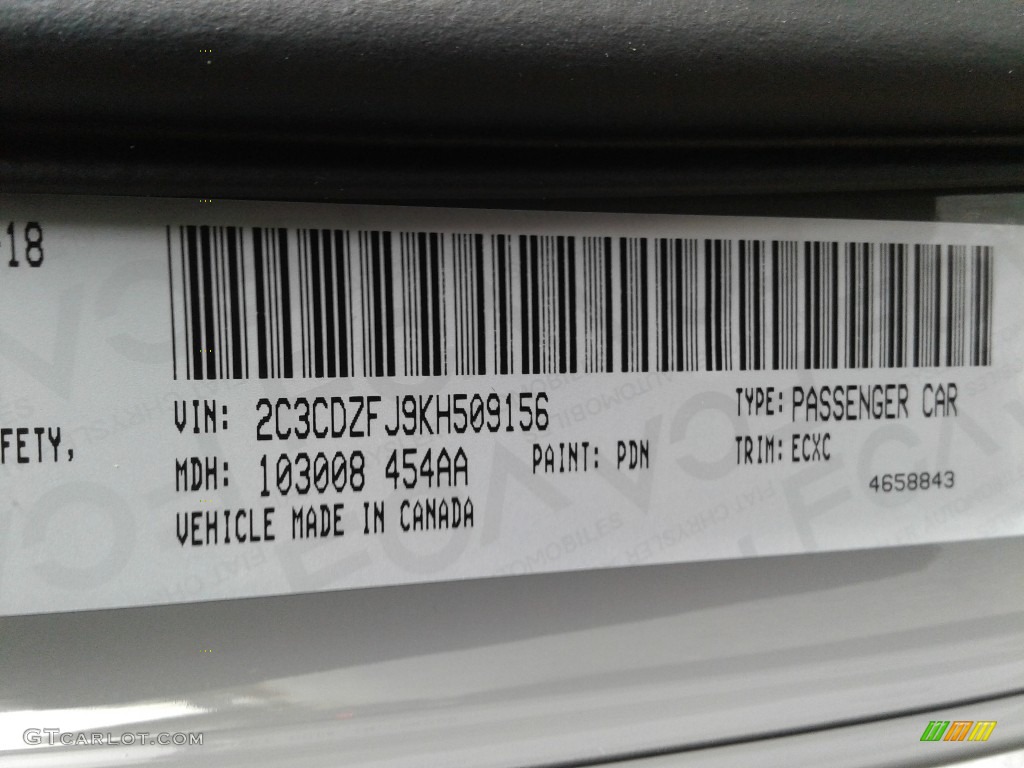 -18
VIN: 2C3CDZFJ9KH509156
TYPE: PASSENGER CAR
FETY,
MDH: 103008 454AA
PAINT: PDN
TRIM: ECXC
4658843
VEHICLE MADE IN CANADA
GTCARLOT.COM